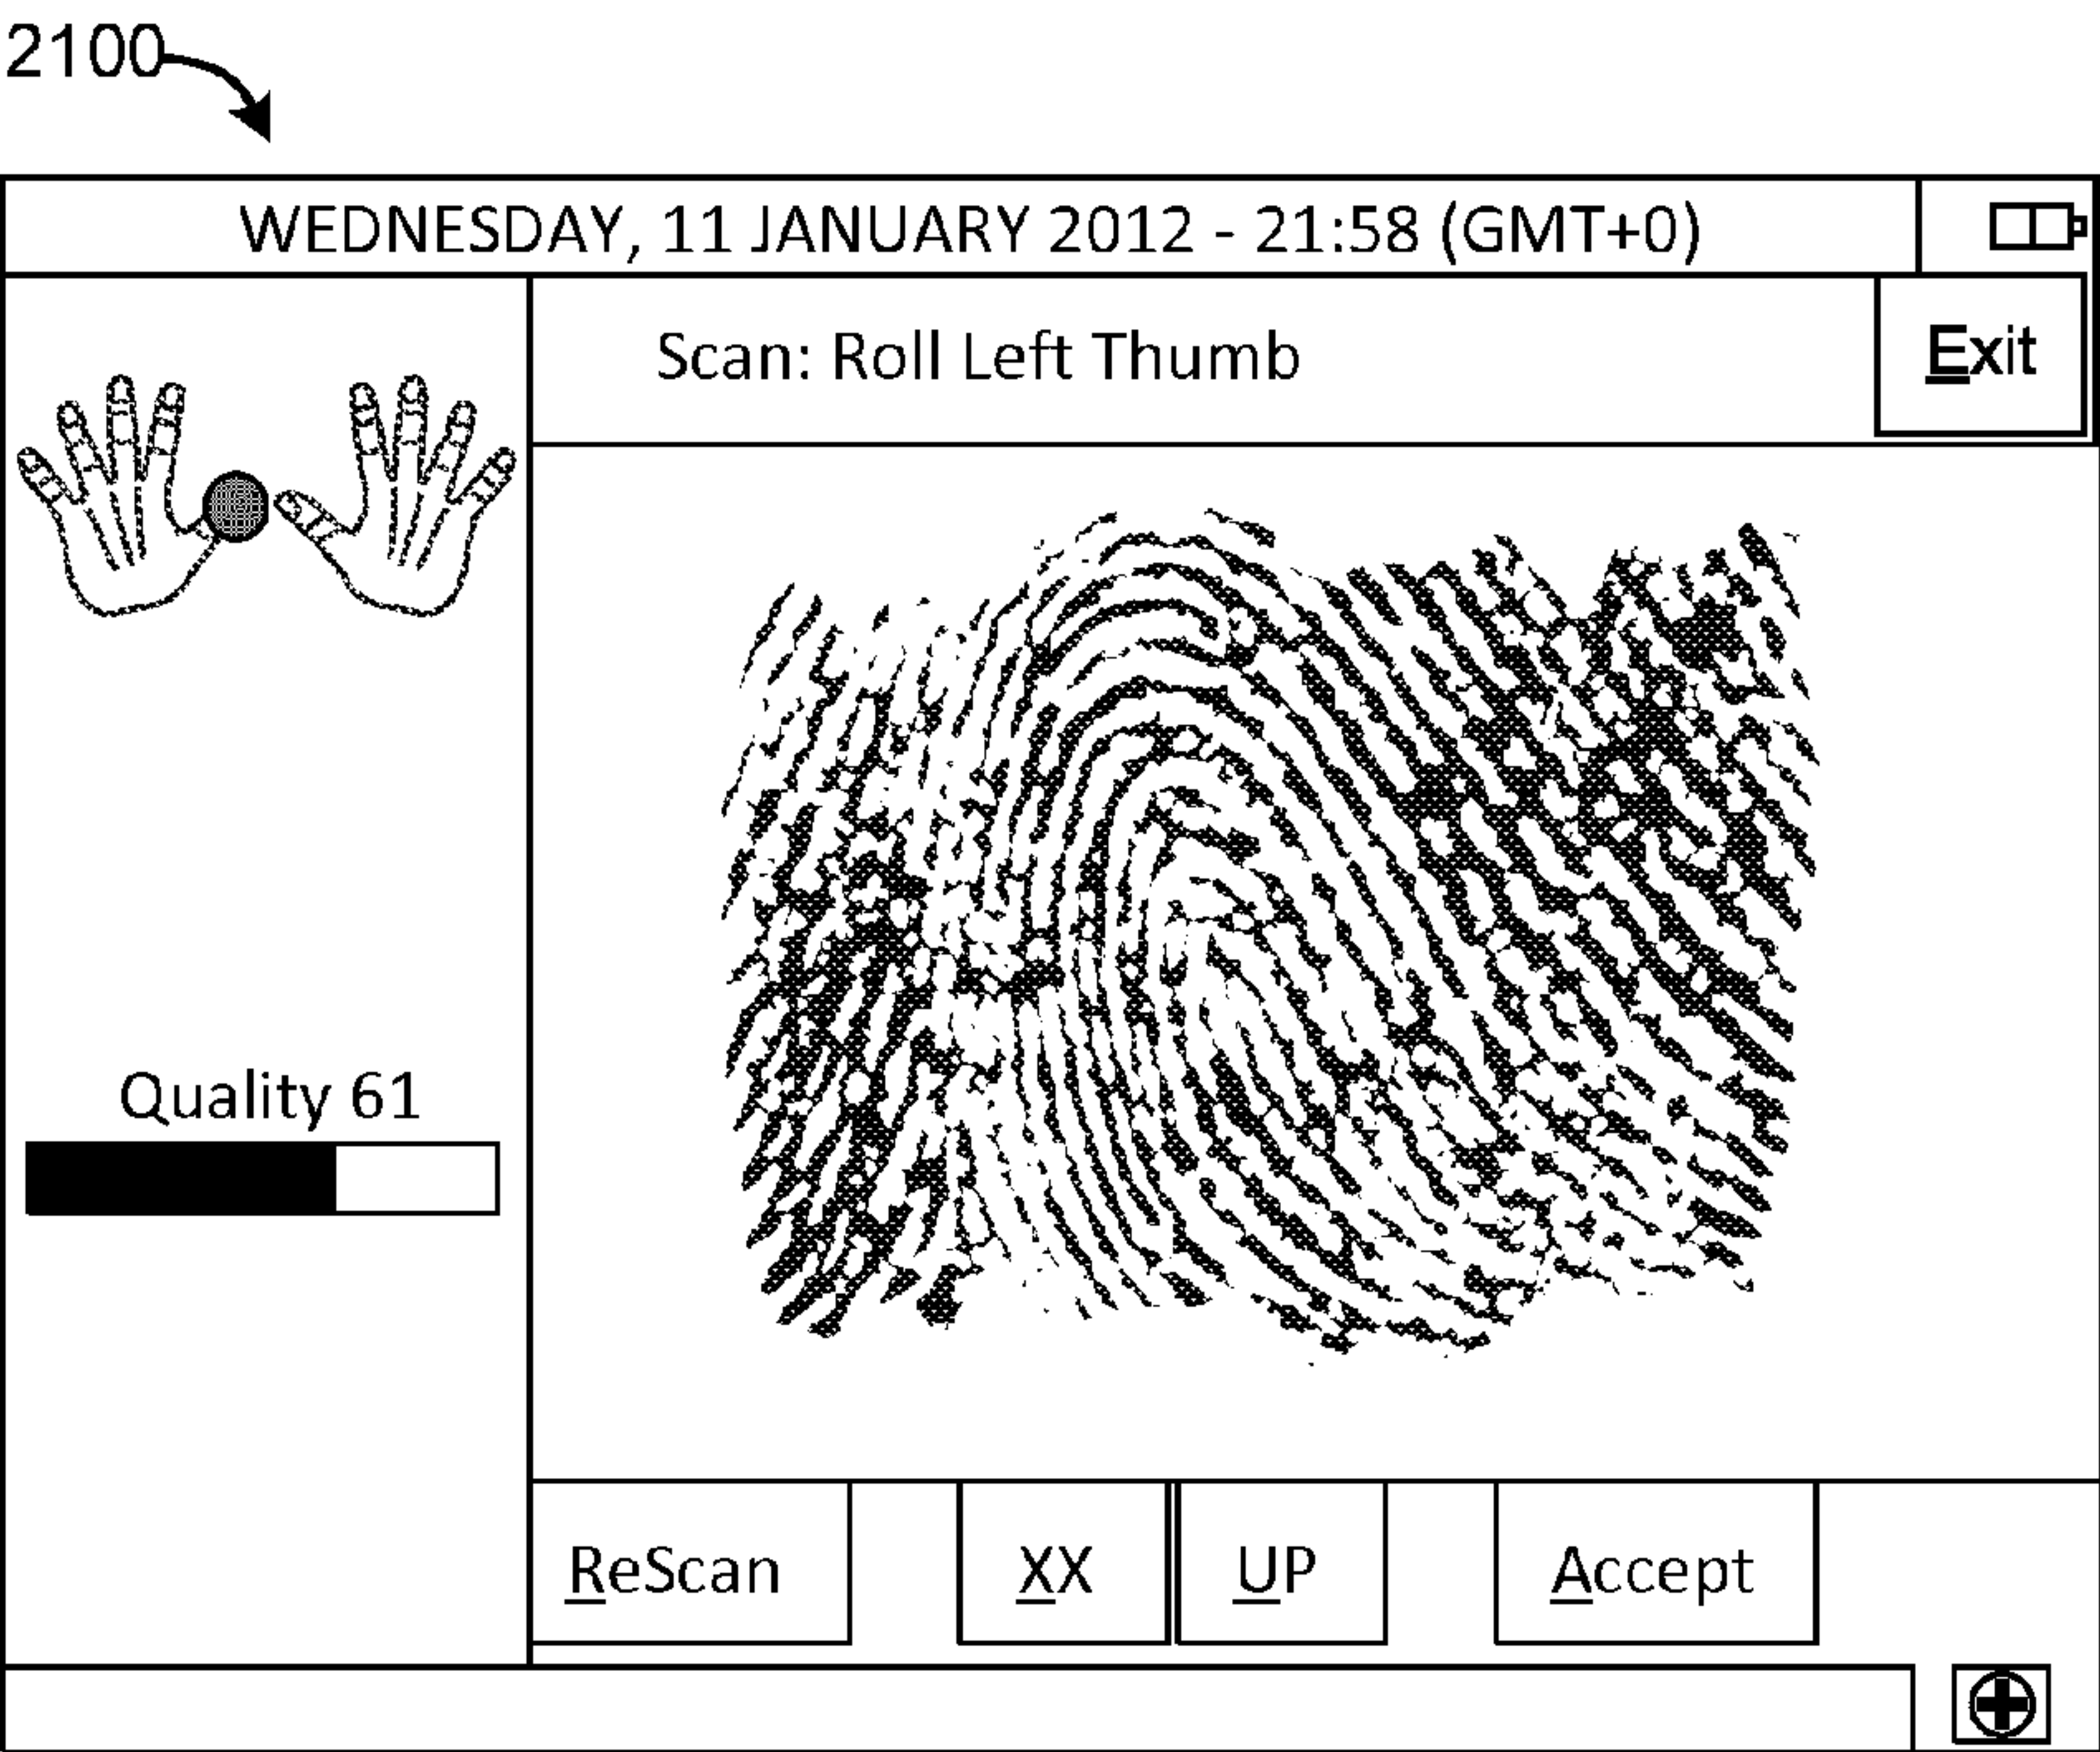 2100
WEDNESDAY, 11 JANUARY 2012 - 21:58 (GMT+0)
Scan: Roll Left Thumb
Exit
Quality 61
ReScan
XX
UP
Accept